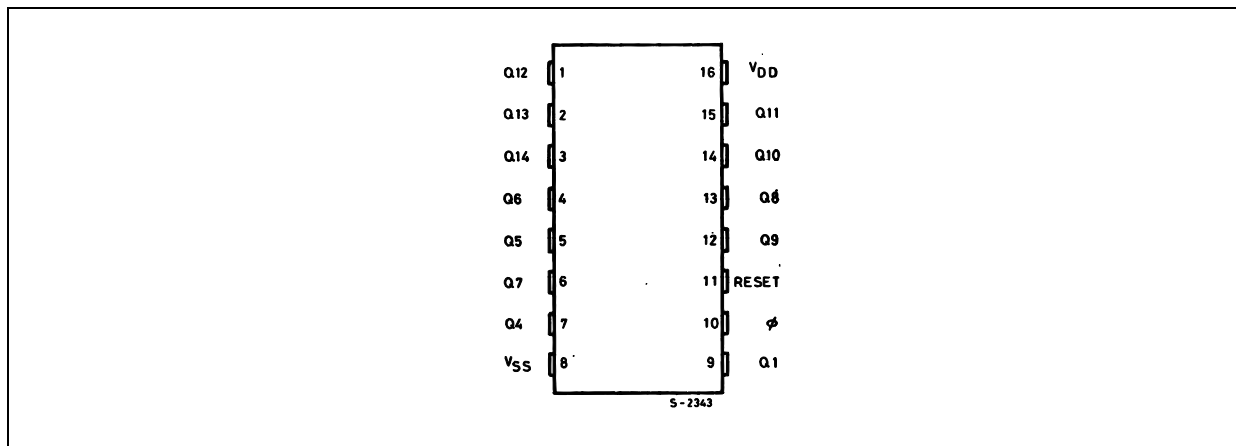 Q12 1 16 VDD
Q13 2 15 Q11
Q14 3 14 Q10
Q6 4 13 Q8
Q5 5 12 Q9
Q7 6 11 RESET
Q4 7 10 ϕ
VSS 8 9 Q1
S-2343